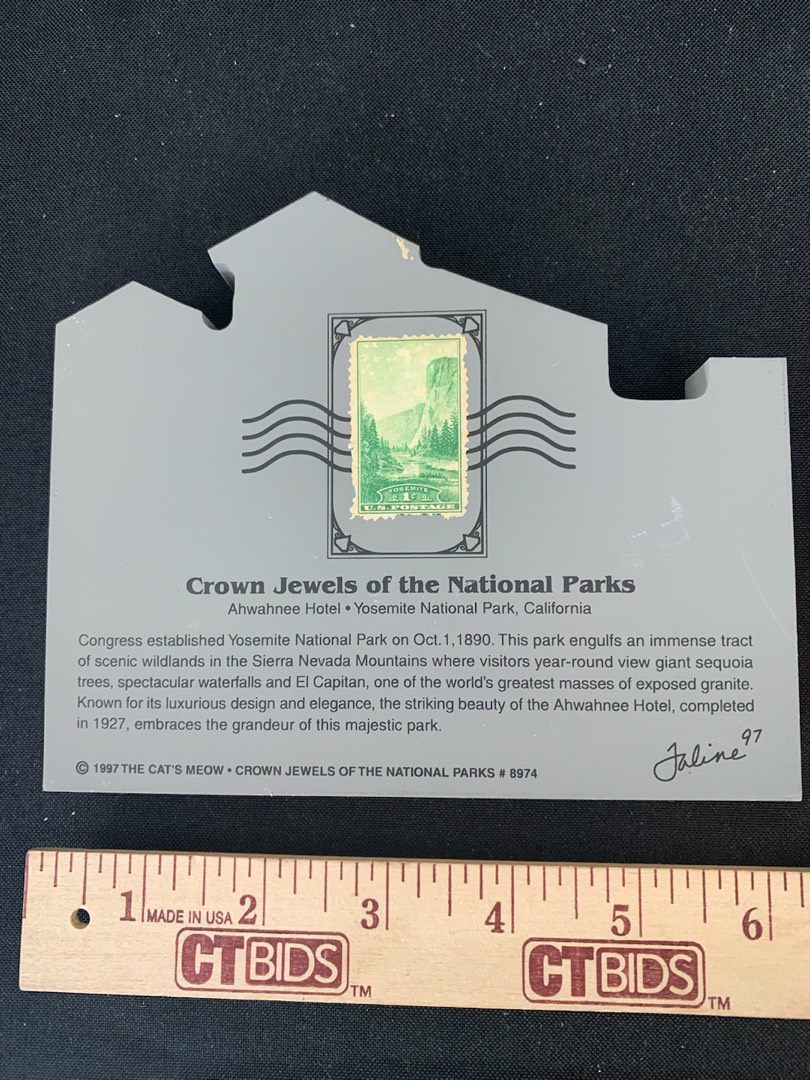 YOSEMITE
1¢
U.S. POSTAGE
Crown Jewels of the National Parks
Ahwahnee Hotel • Yosemite National Park, California
Congress established Yosemite National Park on Oct.1,1890. This park engulfs an immense tract
of scenic wildlands in the Sierra Nevada Mountains where visitors year-round view giant sequoia
trees, spectacular waterfalls and El Capitan, one of the world's greatest masses of exposed granite.
Known for its luxurious design and elegance, the striking beauty of the Ahwahnee Hotel, completed
in 1927, embraces the grandeur of this majestic park.
Faline 97
© 1997 THE CAT'S MEOW • CROWN JEWELS OF THE NATIONAL PARKS # 8974
1 MADE IN USA 2 3 4 5 6
CTBIDS™ CTBIDS™